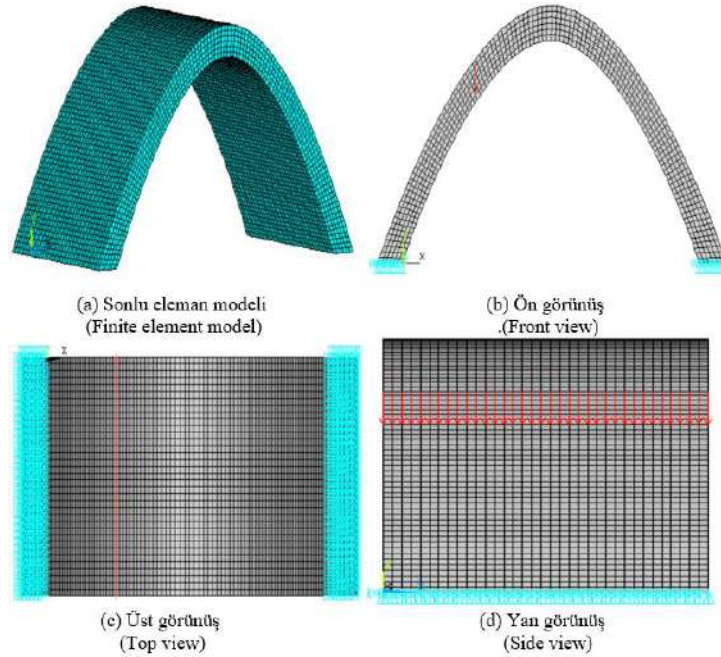 X
(a) Sonlu eleman modeli
(Finite element model)
(b) Ön görünüş
.(Front view)
X
(c) Üst görünüş
(Top view)
(d) Yan görünüş
(Side view)